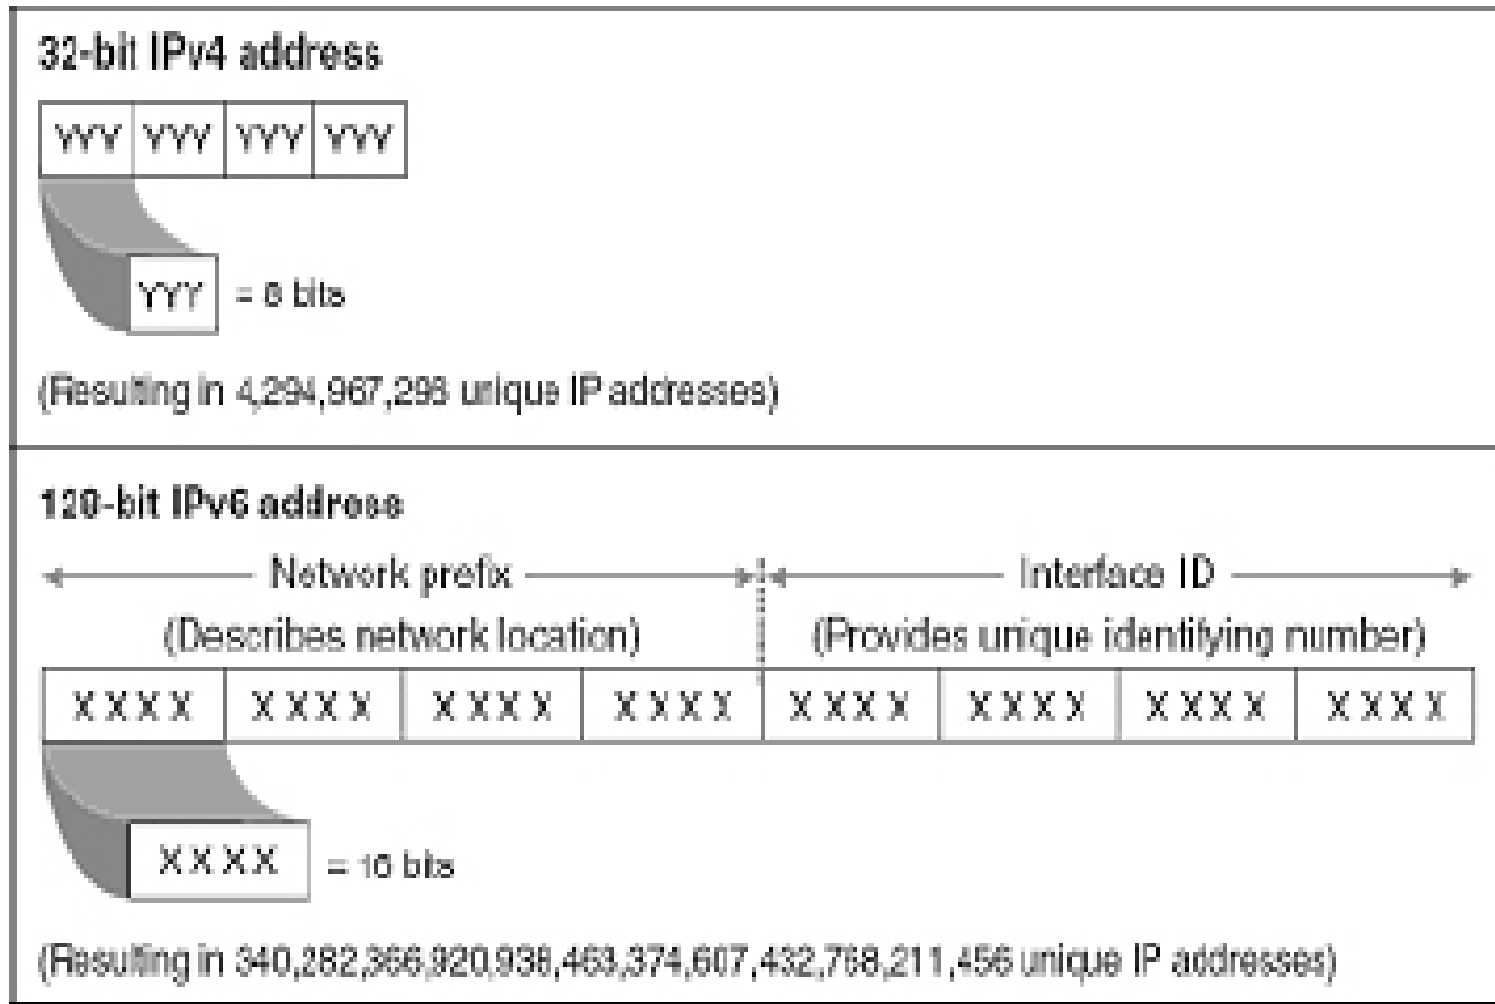 32-bit IPv4 address
YYY YYY YYY YYY
YYY = 8 bits
(Resulting in 4,294,967,296 unique IP addresses)
128-bit IPv6 address
Network prefix Interface ID
(Describes network location) (Provides unique identifying number)
XXXX XXXX XXXX XXXX XXXX XXXX XXXX XXXX
XXXX = 16 bits
(Resulting in 340,282,366,920,938,463,374,607,432,768,211,456 unique IP addresses)